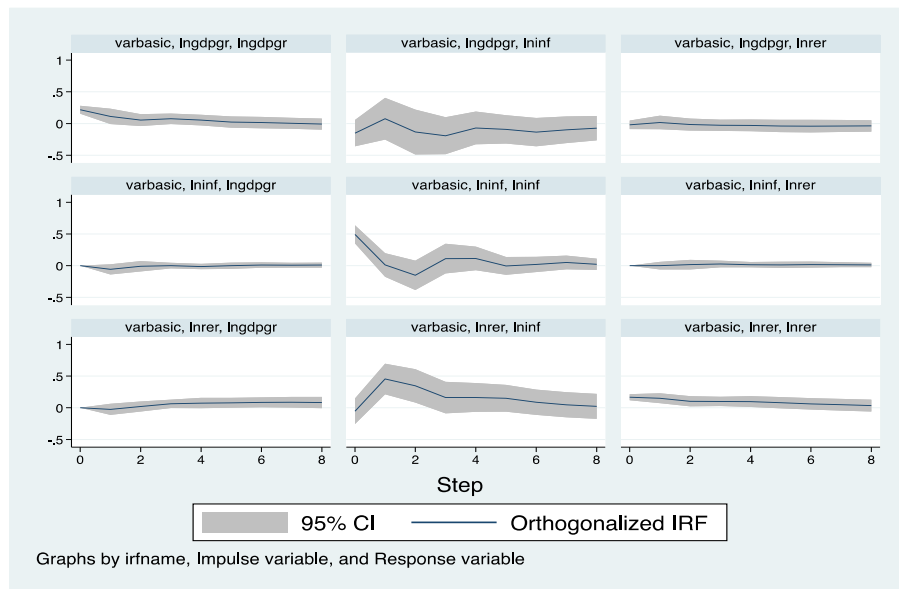 varbasic, lngdpgr, lngdpgr
varbasic, lngdpgr, lninf
varbasic, lngdpgr, lnrer
1
.5
0
-.5
varbasic, lninf, lngdpgr
varbasic, lninf, lninf
varbasic, lninf, lnrer
1
.5
0
-.5
varbasic, lnrer, lngdpgr
varbasic, lnrer, lninf
varbasic, lnrer, lnrer
1
.5
0
-.5
0 2 4 6 8
0 2 4 6 8
0 2 4 6 8
Step
95% CI
Orthogonalized IRF
Graphs by irfname, Impulse variable, and Response variable